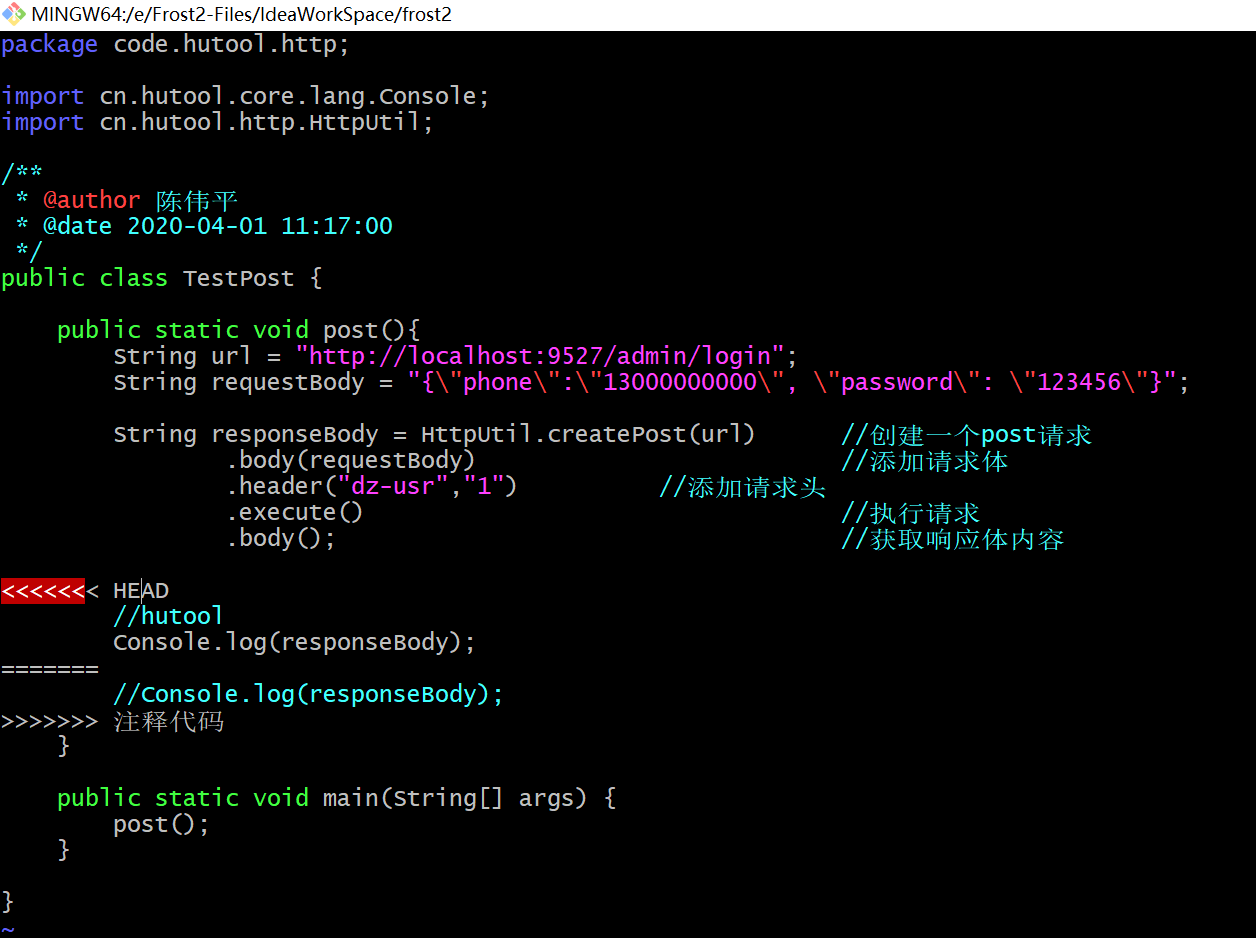 MINGW64:/e/Frost2-Files/IdeaWorkSpace/frost2
package code.hutool.http;
import cn.hutool.core.lang.Console;
import cn.hutool.http.HttpUtil;
/**
 * @author 陈伟平
 * @date 2020-04-01 11:17:00
 */
public class TestPost {
    public static void post(){
        String url = "http://localhost:9527/admin/login";
        String requestBody = "{\"phone\":\"13000000000\", \"password\": \"123456\"}";
        String responseBody = HttpUtil.createPost(url)      //创建一个post请求
                .body(requestBody)                          //添加请求体
                .header("dz-usr","1")          //添加请求头
                .execute()                                  //执行请求
                .body();                                    //获取响应体内容
<<<<<<< HEAD
        //hutool
        Console.log(responseBody);
=======
        //Console.log(responseBody);
>>>>>>> 注释代码
    }
    public static void main(String[] args) {
        post();
    }
}
~